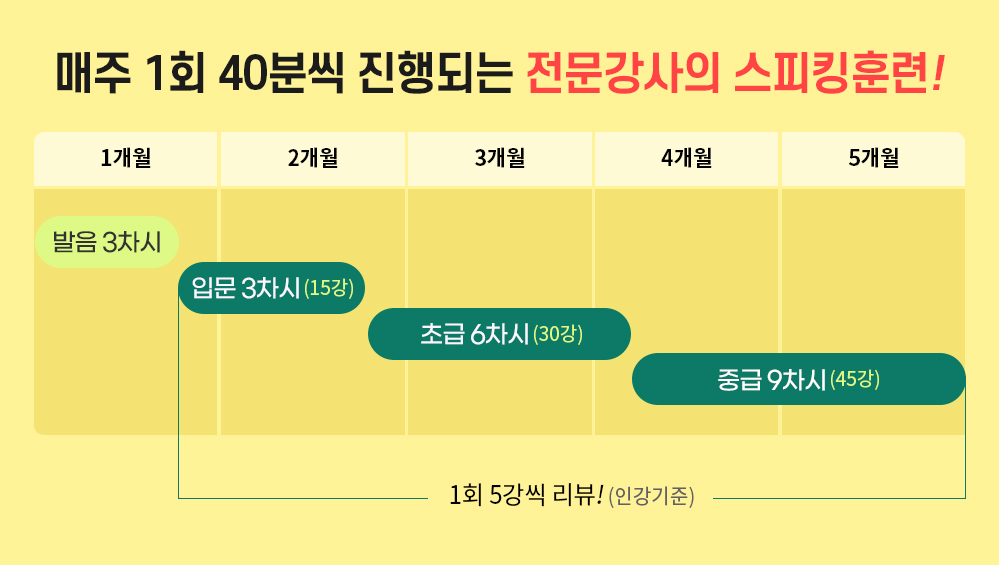 매주 1회 40분씩 진행되는 전문강사의 스피킹훈련!
1개월 2개월 3개월 4개월 5개월
발음 3차시
입문 3차시 (15강)
초급 6차시 (30강)
중급 9차시 (45강)
1회 5강씩 리뷰! (인강기준)